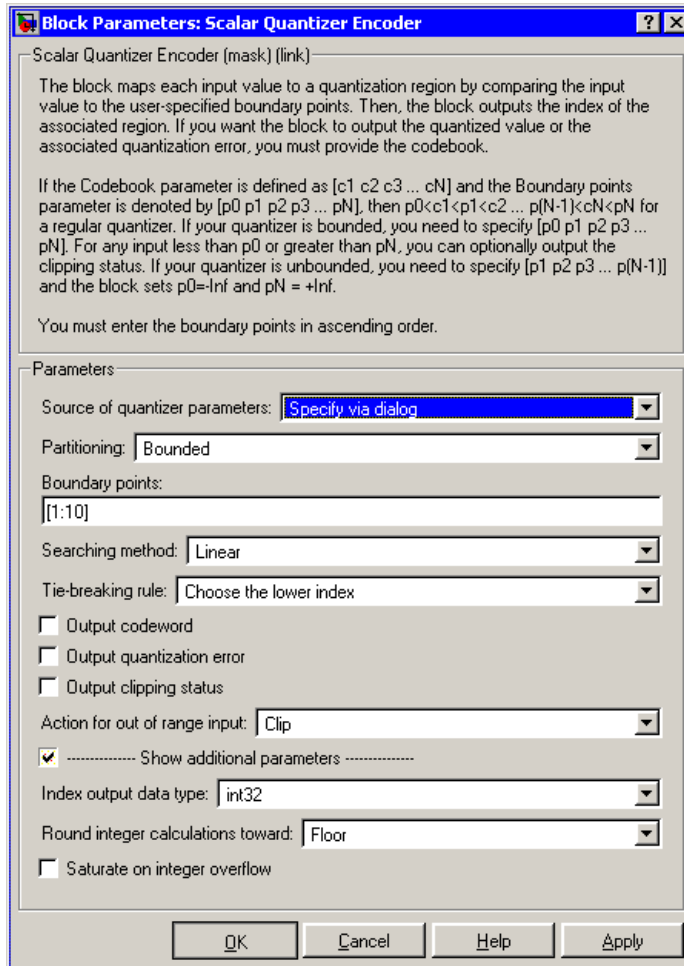 Block Parameters: Scalar Quantizer Encoder
Scalar Quantizer Encoder (mask) (link)
The block maps each input value to a quantization region by comparing the input
value to the user-specified boundary points. Then, the block outputs the index of the
associated region. If you want the block to output the quantized value or the
associated quantization error, you must provide the codebook.
If the Codebook parameter is defined as [c1 c2 c3 ... cN] and the Boundary points
parameter is denoted by [p0 p1 p2 p3 ... pN], then p0<c1<p1<c2 ... p(N-1)<cN<pN for
a regular quantizer. If your quantizer is bounded, you need to specify [p0 p1 p2 p3 ...
pN]. For any input less than p0 or greater than pN, you can optionally output the
clipping status. If your quantizer is unbounded, you need to specify [p1 p2 p3 ... p(N-1)]
and the block sets p0=-Inf and pN = +Inf.
You must enter the boundary points in ascending order.
Parameters
Source of quantizer parameters: Specify via dialog
Partitioning: Bounded
Boundary points:
[1:10]
Searching method: Linear
Tie-breaking rule: Choose the lower index
Output codeword
Output quantization error
Output clipping status
Action for out of range input: Clip
--------------- Show additional parameters ---------------
Index output data type: int32
Round integer calculations toward: Floor
Saturate on integer overflow
OK Cancel Help Apply